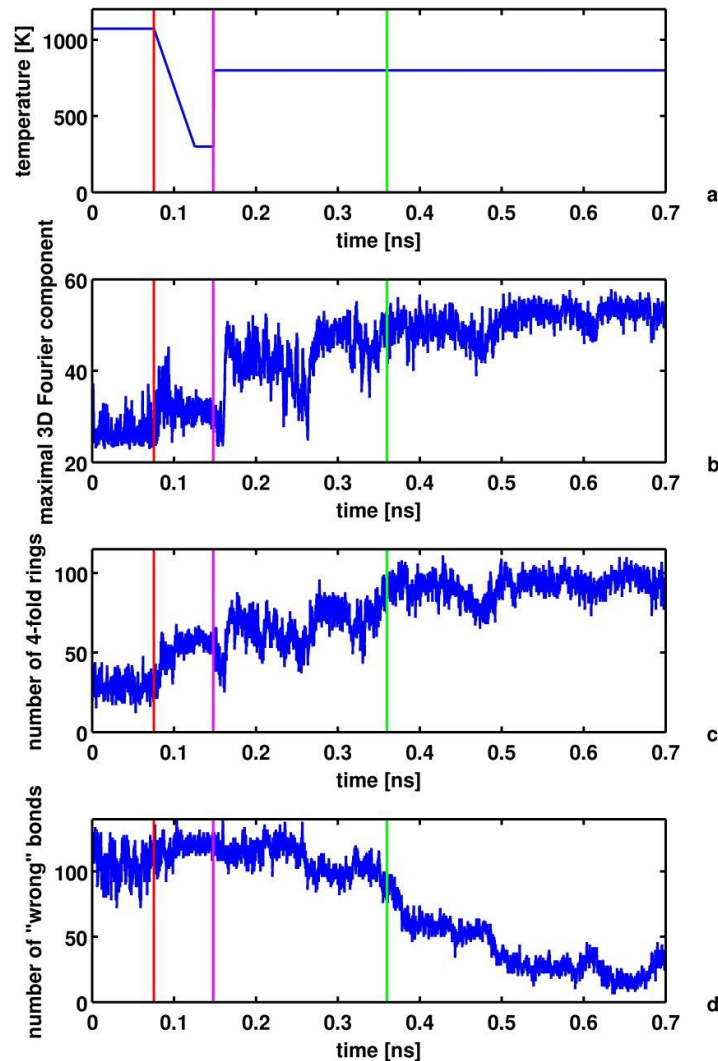 temperature [K]
1000
500
0
0 0.1 0.2 0.3 0.4 0.5 0.6 0.7
time [ns]
a
maximal 3D Fourier component
60
40
20
0 0.1 0.2 0.3 0.4 0.5 0.6 0.7
time [ns]
b
number of 4-fold rings
100
50
0
0 0.1 0.2 0.3 0.4 0.5 0.6 0.7
time [ns]
c
number of "wrong" bonds
100
50
0
0 0.1 0.2 0.3 0.4 0.5 0.6 0.7
time [ns]
d